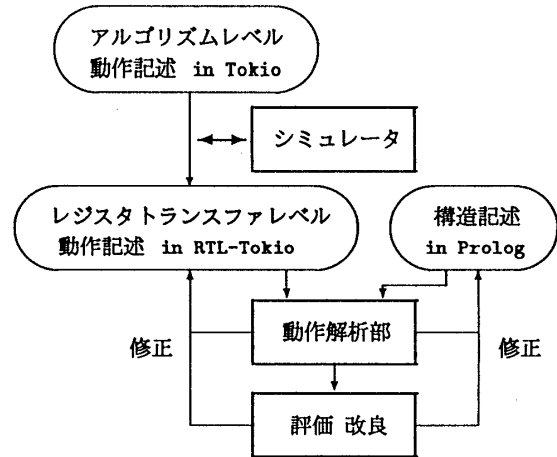 アルゴリズムレベル
動作記述 in Tokio
シミュレータ
レジスタトランスファレベル
動作記述 in RTL-Tokio
構造記述
in Prolog
動作解析部
修正
修正
評価 改良